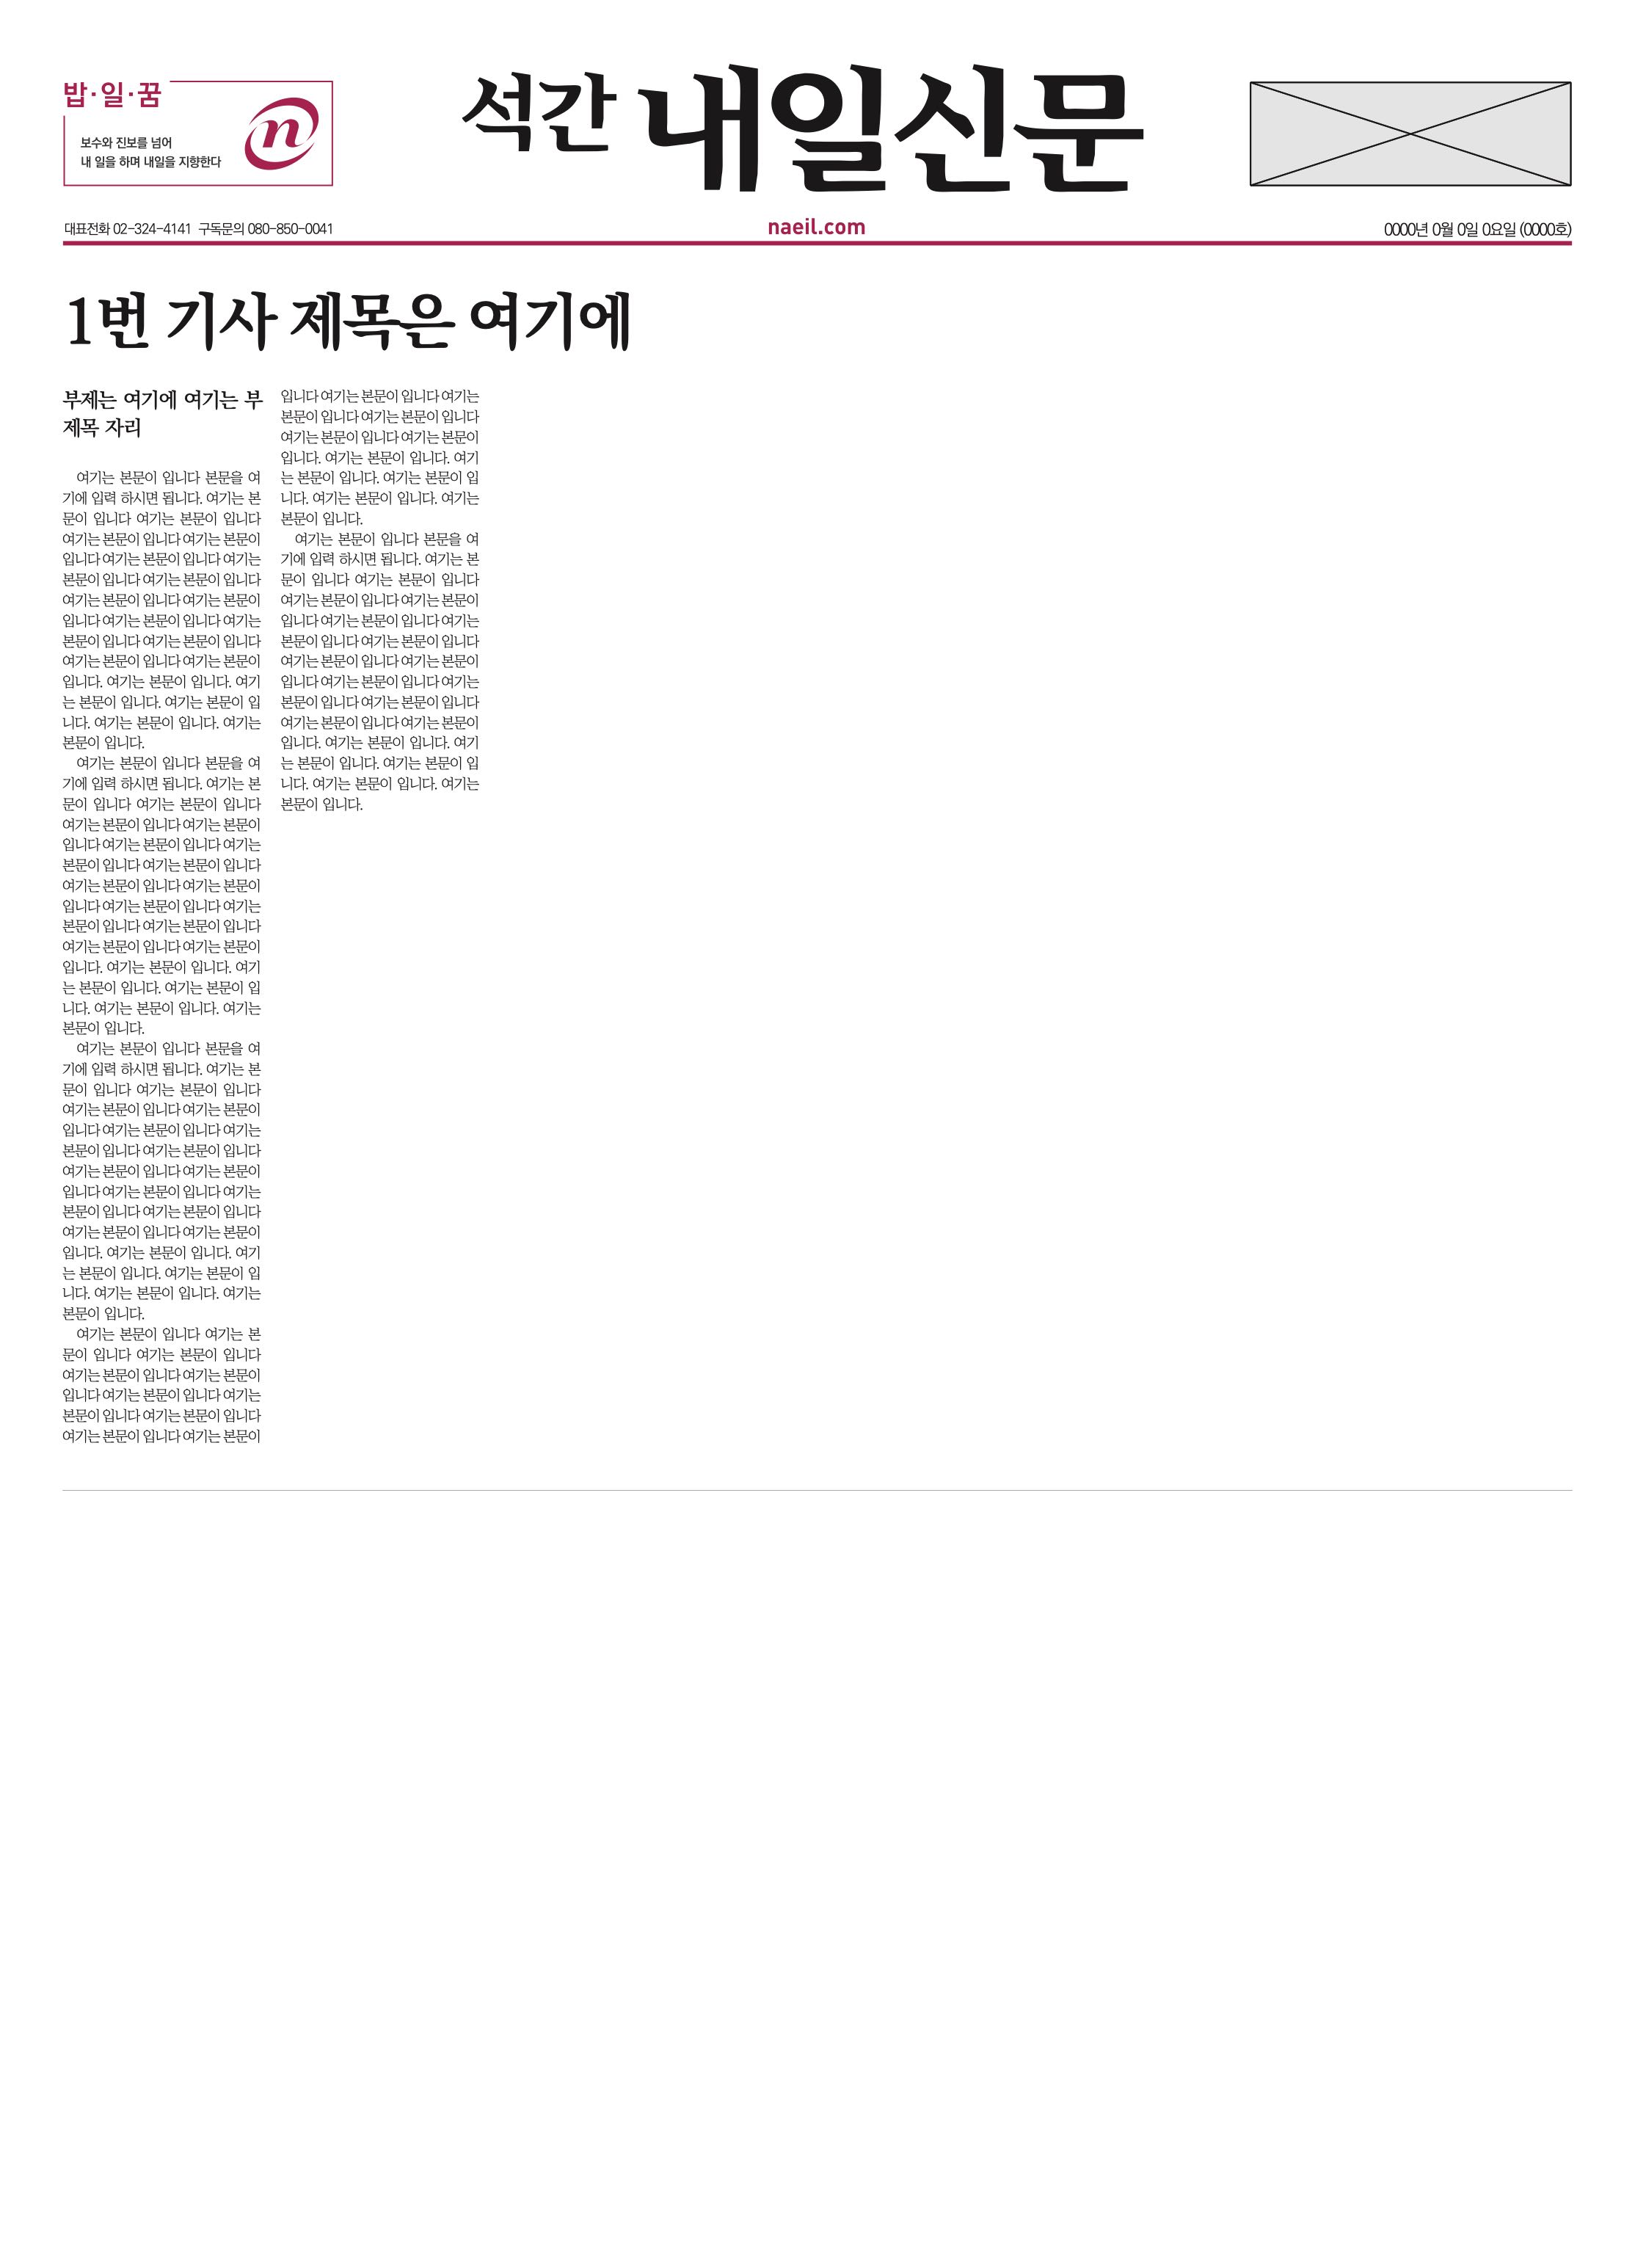 밥·일·꿈
보수와 진보를 넘어
내 일을 하며 내일을 지향한다
n
석간 내일신문
대표전화 02-324-4141 구독문의 080-850-0041
naeil.com
0000년 0월 0일 0요일 (0000호)
1번 기사 제목은 여기에
부제는 여기에 여기는 부
제목 자리
여기는 본문이 입니다 본문을 여
기에 입력 하시면 됩니다. 여기는 본
문이 입니다 여기는 본문이 입니다
여기는 본문이 입니다 여기는 본문이
입니다 여기는 본문이 입니다 여기는
본문이 입니다 여기는 본문이 입니다
여기는 본문이 입니다 여기는 본문이
입니다 여기는 본문이 입니다 여기는
본문이 입니다 여기는 본문이 입니다
여기는 본문이 입니다 여기는 본문이
입니다. 여기는 본문이 입니다. 여기
는 본문이 입니다. 여기는 본문이 입
니다. 여기는 본문이 입니다. 여기는
본문이 입니다.
여기는 본문이 입니다 본문을 여
기에 입력 하시면 됩니다. 여기는 본
문이 입니다 여기는 본문이 입니다
여기는 본문이 입니다 여기는 본문이
입니다 여기는 본문이 입니다 여기는
본문이 입니다 여기는 본문이 입니다
여기는 본문이 입니다 여기는 본문이
입니다 여기는 본문이 입니다 여기는
본문이 입니다 여기는 본문이 입니다
여기는 본문이 입니다 여기는 본문이
입니다. 여기는 본문이 입니다. 여기
는 본문이 입니다. 여기는 본문이 입
니다. 여기는 본문이 입니다. 여기는
본문이 입니다.
여기는 본문이 입니다 본문을 여
기에 입력 하시면 됩니다. 여기는 본
문이 입니다 여기는 본문이 입니다
여기는 본문이 입니다 여기는 본문이
입니다 여기는 본문이 입니다 여기는
본문이 입니다 여기는 본문이 입니다
여기는 본문이 입니다 여기는 본문이
입니다 여기는 본문이 입니다 여기는
본문이 입니다 여기는 본문이 입니다
여기는 본문이 입니다 여기는 본문이
입니다. 여기는 본문이 입니다. 여기
는 본문이 입니다. 여기는 본문이 입
니다. 여기는 본문이 입니다. 여기는
본문이 입니다.
여기는 본문이 입니다 여기는 본
문이 입니다 여기는 본문이 입니다
여기는 본문이 입니다 여기는 본문이
입니다 여기는 본문이 입니다 여기는
본문이 입니다 여기는 본문이 입니다
여기는 본문이 입니다 여기는 본문이
입니다 여기는 본문이 입니다 여기는
본문이 입니다 여기는 본문이 입니다
여기는 본문이 입니다 여기는 본문이
입니다. 여기는 본문이 입니다. 여기
는 본문이 입니다. 여기는 본문이 입
니다. 여기는 본문이 입니다. 여기는
본문이 입니다.
여기는 본문이 입니다 본문을 여
기에 입력 하시면 됩니다. 여기는 본
문이 입니다 여기는 본문이 입니다
여기는 본문이 입니다 여기는 본문이
입니다 여기는 본문이 입니다 여기는
본문이 입니다 여기는 본문이 입니다
여기는 본문이 입니다 여기는 본문이
입니다 여기는 본문이 입니다 여기는
본문이 입니다 여기는 본문이 입니다
여기는 본문이 입니다 여기는 본문이
입니다. 여기는 본문이 입니다. 여기
는 본문이 입니다. 여기는 본문이 입
니다. 여기는 본문이 입니다. 여기는
본문이 입니다.